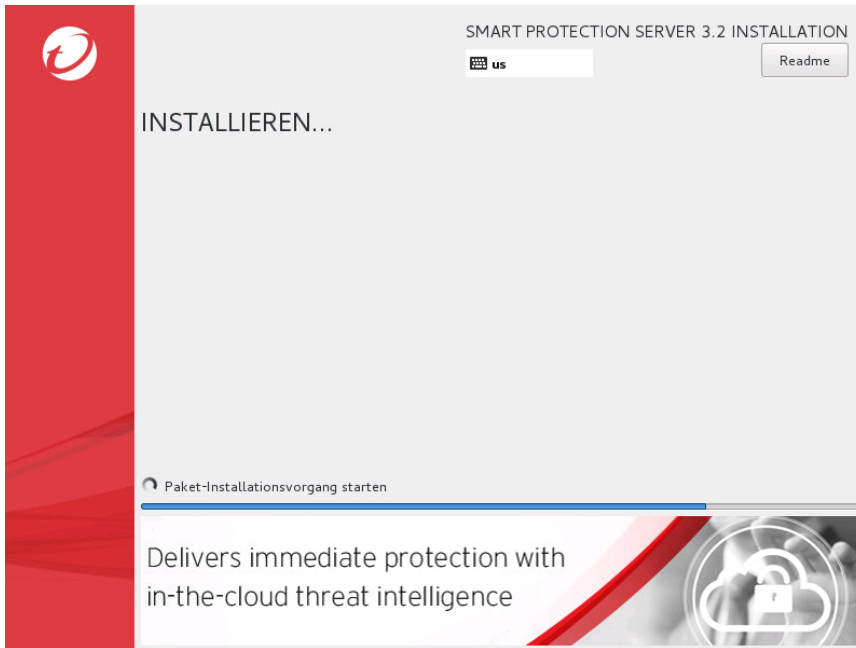 SMART PROTECTION SERVER 3.2 INSTALLATION
us
Readme
INSTALLIEREN...
Paket-Installationsvorgang starten
Delivers immediate protection with
in-the-cloud threat intelligence